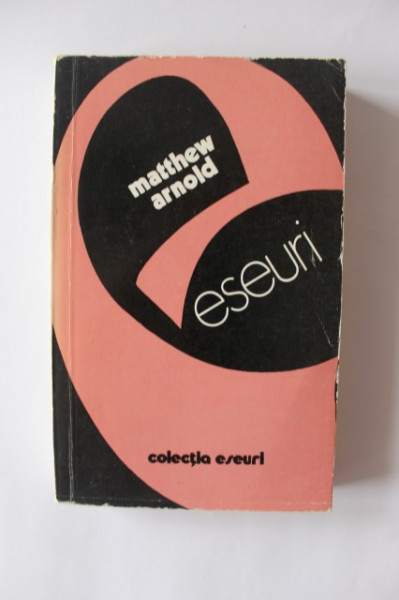 matthew
arnold
eseuri
colecția eseuri